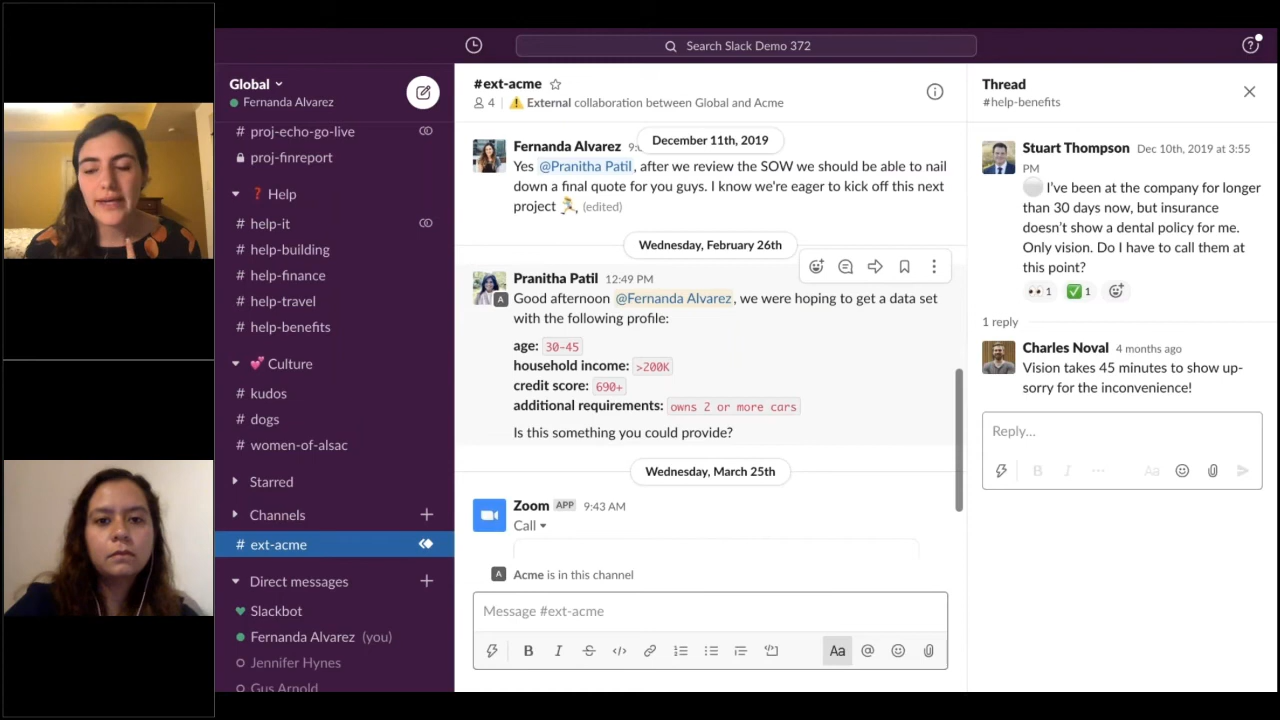 Search Slack Demo 372
Global
Fernanda Alvarez
# proj-echo-go-live
proj-finreport
❓ Help
# help-it
# help-building
# help-finance
# help-travel
# help-benefits
💕 Culture
# kudos
# dogs
# women-of-alsac
Starred
Channels
# ext-acme
Direct messages
Slackbot
Fernanda Alvarez (you)
Jennifer Hynes
Gus Arnold
#ext-acme
4 | ⚠️ External collaboration between Global and Acme
December 11th, 2019
Fernanda Alvarez
Yes @Pranitha Patil, after we review the SOW we should be able to nail
down a final quote for you guys. I know we're eager to kick off this next
project 🏃 (edited)
Wednesday, February 26th
Pranitha Patil 12:49 PM
A
Good afternoon @Fernanda Alvarez, we were hoping to get a data set
with the following profile:
age: 30-45
household income: >200K
credit score: 690+
additional requirements: owns 2 or more cars
Is this something you could provide?
Wednesday, March 25th
Zoom APP 9:43 AM
Call
A Acme is in this channel
Message #ext-acme
B I S </> Aa @
Thread
#help-benefits
Stuart Thompson Dec 10th, 2019 at 3:55
PM
I've been at the company for longer
than 30 days now, but insurance
doesn't show a dental policy for me.
Only vision. Do I have to call them at
this point?
👀 1 ✅ 1
1 reply
Charles Noval 4 months ago
Vision takes 45 minutes to show up-
sorry for the inconvenience!
Reply...
B I ... Aa